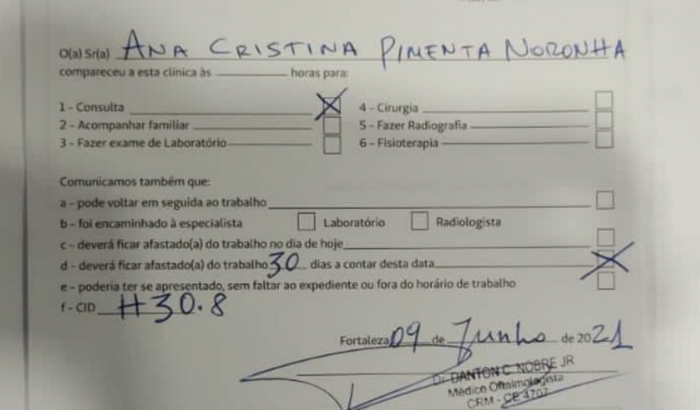 O(a) Sr(a) ANA CRISTINA PIMENTA NORONHA
compareceu a esta clínica às __________ horas para:
1 - Consulta X 4 - Cirurgia
2 - Acompanhar familiar 5 - Fazer Radiografia
3 - Fazer exame de Laboratório 6 - Fisioterapia
Comunicamos também que:
a - pode voltar em seguida ao trabalho
b - foi encaminhado à especialista Laboratório Radiologista
c - deverá ficar afastado(a) do trabalho no dia de hoje
d - deverá ficar afastado(a) do trabalho 30 dias a contar desta data X
e - poderia ter se apresentado, sem faltar ao expediente ou fora do horário de trabalho
f - CID H30.8
Fortaleza 09 de Junho de 2021
Dr. DANTON C. NOBRE JR
Médico Oftalmologista
CRM - CE 4707